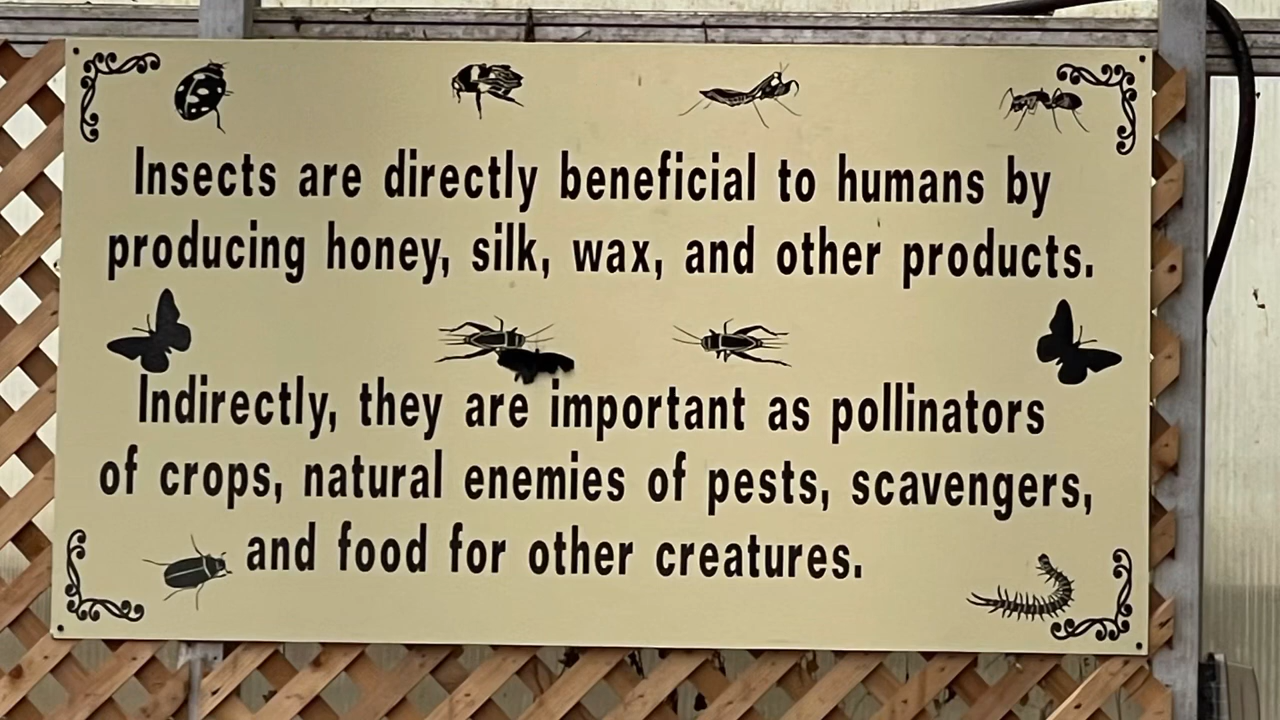 Insects are directly beneficial to humans by
producing honey, silk, wax, and other products.
Indirectly, they are important as pollinators
of crops, natural enemies of pests, scavengers,
and food for other creatures.